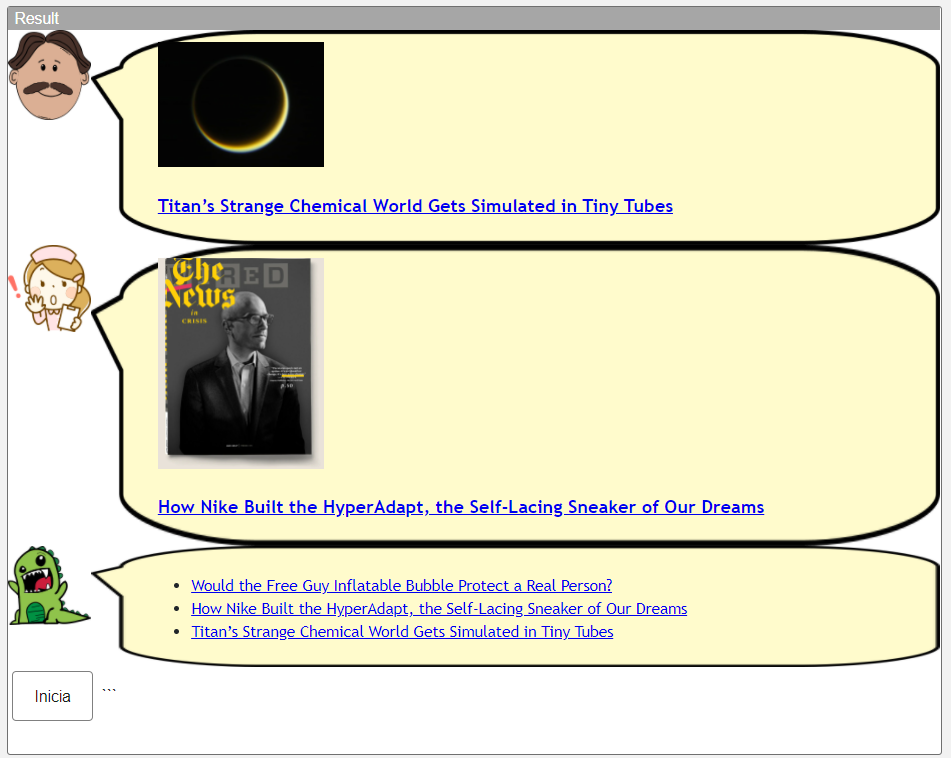 Result
Titan’s Strange Chemical World Gets Simulated in Tiny Tubes
The
RED
News
in
CRISIS
How Nike Built the HyperAdapt, the Self-Lacing Sneaker of Our Dreams
Would the Free Guy Inflatable Bubble Protect a Real Person?
How Nike Built the HyperAdapt, the Self-Lacing Sneaker of Our Dreams
Titan’s Strange Chemical World Gets Simulated in Tiny Tubes
Inicia ```